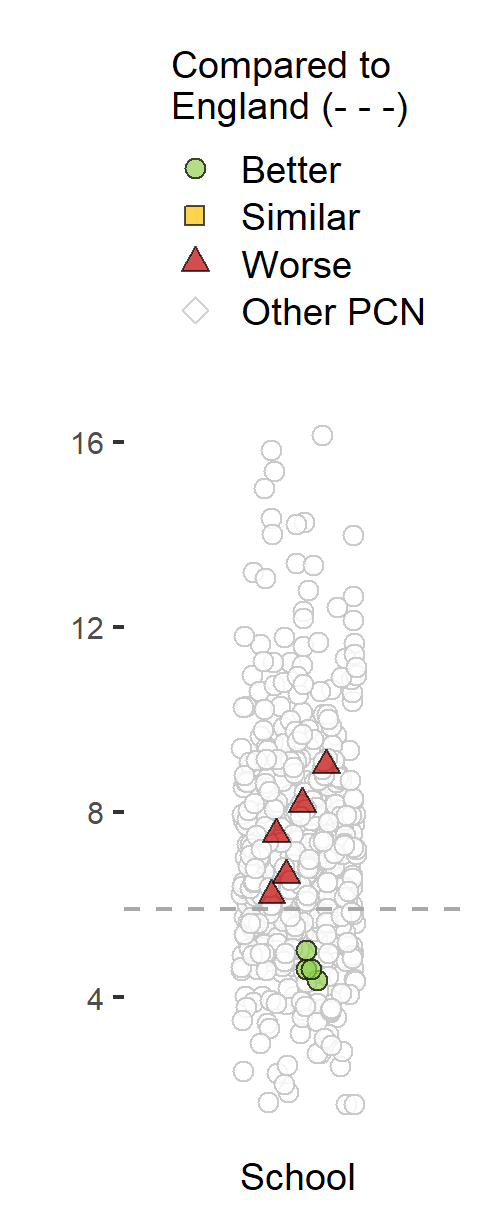 Compared to
England (- - -)
Better
Similar
Worse
Other PCN
16
12
8
4
School